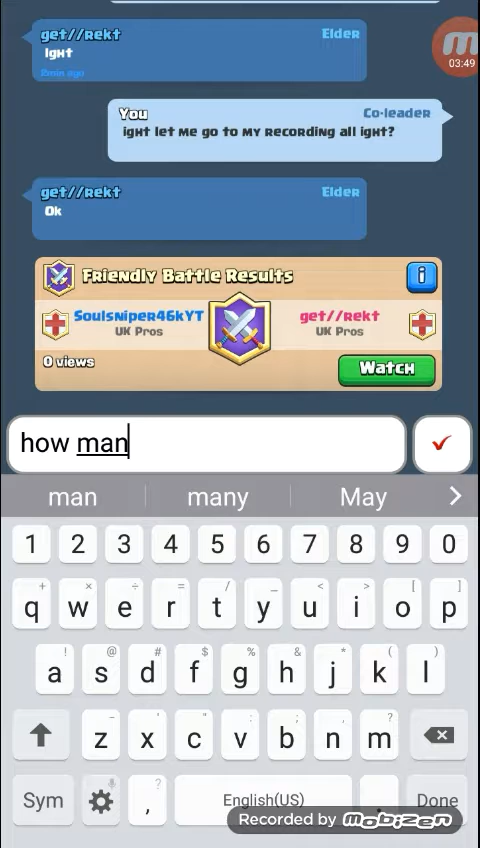 get//Rekt Elder
Ight
2min ago
m
03:49
You Co-leader
ight let me go to my recording all ight?
get//Rekt Elder
Ok
Friendly Battle Results
i
Soulsniper46kYT get//Rekt
UK Pros UK Pros
0 views
Watch
how man
man many May >
1 2 3 4 5 6 7 8 9 0
+ × ÷ = / _ < > [ ]
q w e r t y u i o p
! @ # $ % & * ( )
a s d f g h j k l
- ' " : ; , ?
z x c v b n m
?
Sym , English(US) . Done
Recorded by mobizen